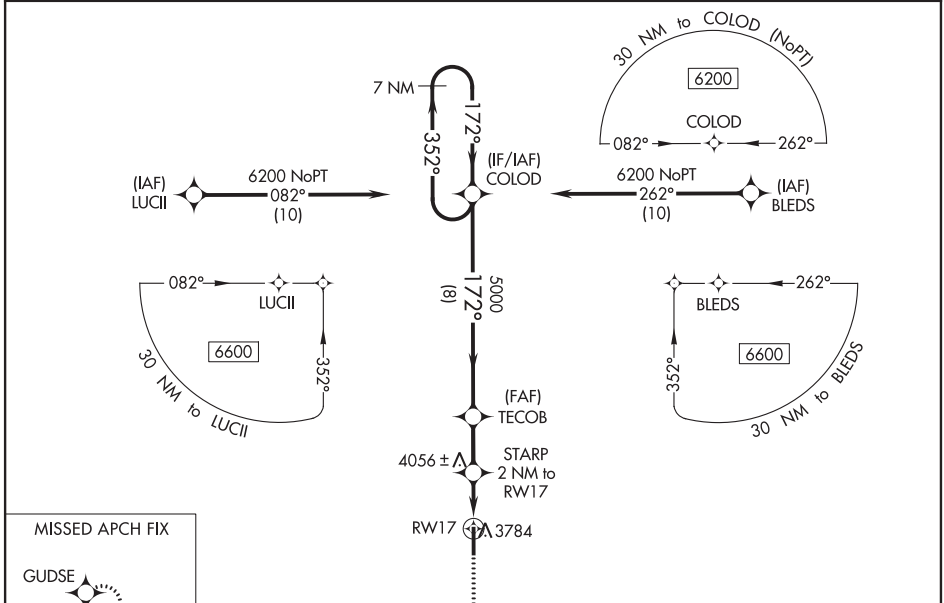 30 NM to COLOD (NoPT)
6200
COLOD
082°
262°
7 NM
172°
352°
(IF/IAF)
COLOD
(IAF)
LUCII
6200 NoPT
082°
(10)
6200 NoPT
262°
(10)
(IAF)
BLEDS
082°
LUCII
6600
352°
30 NM to LUCII
5000
172°
(8)
262°
BLEDS
6600
352°
30 NM to BLEDS
(FAF)
TECOB
4056 ±
STARP
2 NM to
RW17
RW17
3784
MISSED APCH FIX
GUDSE